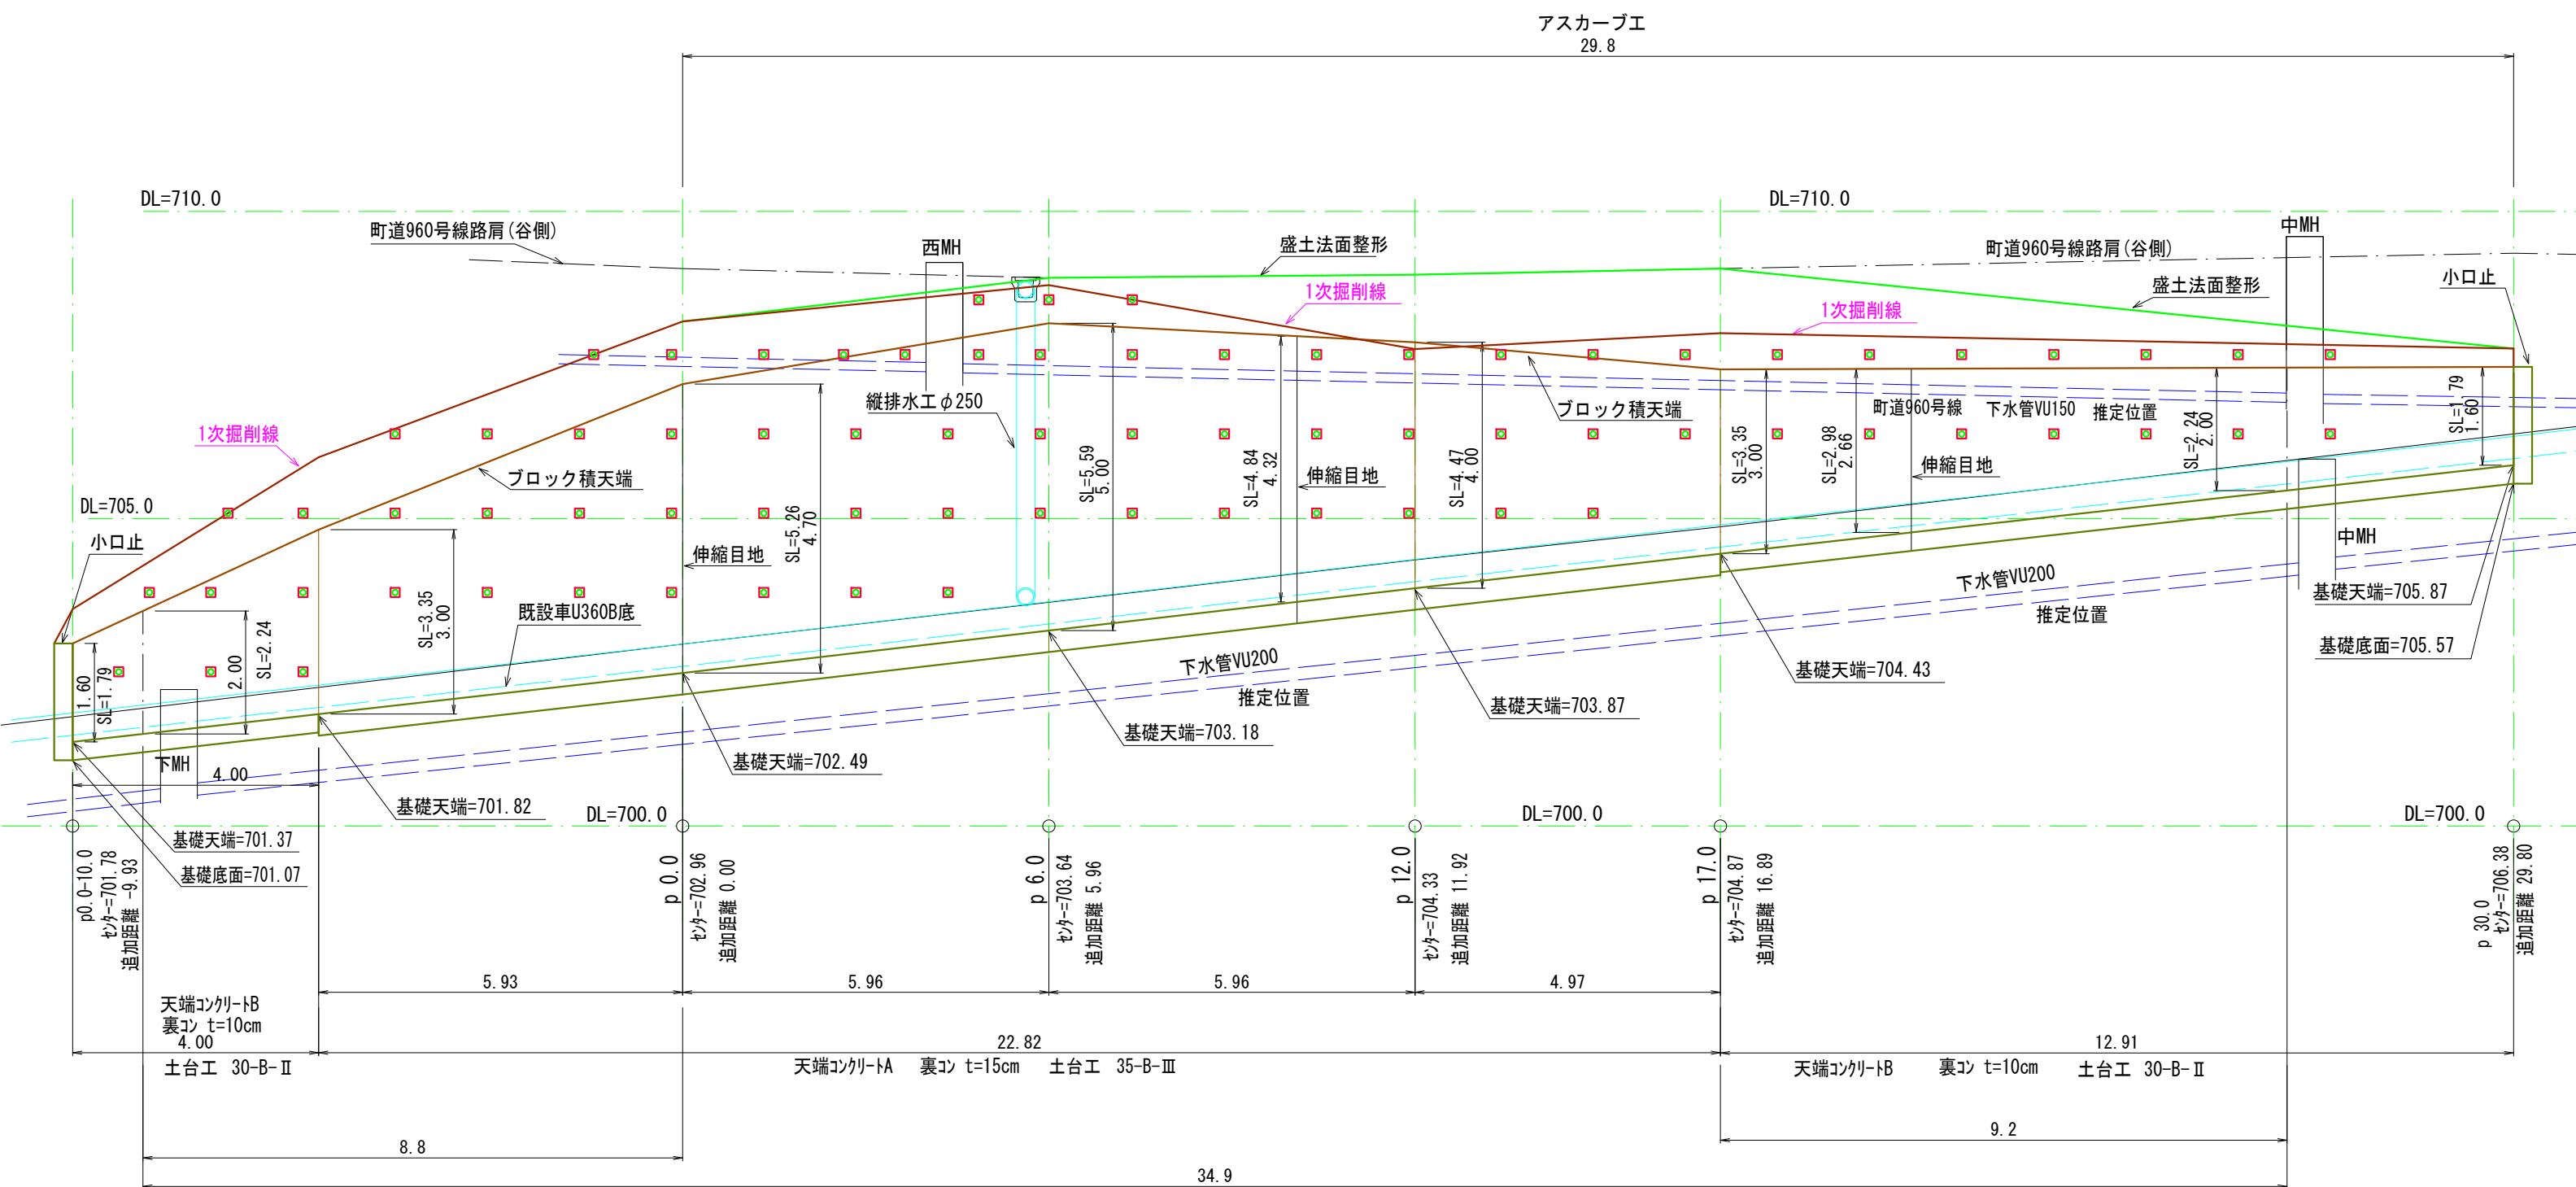 アスカーブエ
29.8
DL=710.0
DL=710.0
町道960号線路肩(谷側)
西MH
盛土法面整形
中MH
町道960号線路肩(谷側)
小口止
盛土法面整形
1次掘削線
1次掘削線
縦排水工φ250
ブロック積天端
町道960号線 下水管VU150 推定位置
1次掘削線
ブロック積天端
伸縮目地
伸縮目地
SL=5.59
5.00
SL=4.84
4.32
SL=4.47
4.00
SL=3.35
3.00
SL=2.98
2.66
SL=2.24
2.00
SL=1.79
1.60
DL=705.0
小口止
伸縮目地
SL=5.26
4.70
中MH
下水管VU200
推定位置
基礎天端=705.87
既設車U360B底
SL=3.35
3.00
2.00
SL=2.24
1.60
SL=1.79
基礎底面=705.57
下水管VU200
推定位置
基礎天端=704.43
基礎天端=703.87
基礎天端=703.18
基礎天端=702.49
下MH
4.00
基礎天端=701.82
DL=700.0
DL=700.0
DL=700.0
基礎天端=701.37
基礎底面=701.07
p0.0-10.0
センター=701.78
追加距離 -9.93
p 0.0
センター=702.96
追加距離 0.00
p 6.0
センター=703.64
追加距離 5.96
p 12.0
センター=704.33
追加距離 11.92
p 17.0
センター=704.87
追加距離 16.89
p 30.0
センター=706.38
追加距離 29.80
5.93
5.96
5.96
4.97
天端コンクリートB
裏コン t=10cm
4.00
22.82
12.91
土台工 30-B-Ⅱ
天端コンクリートA 裏コン t=15cm 土台工 35-B-Ⅲ
天端コンクリートB 裏コン t=10cm 土台工 30-B-Ⅱ
8.8
9.2
34.9